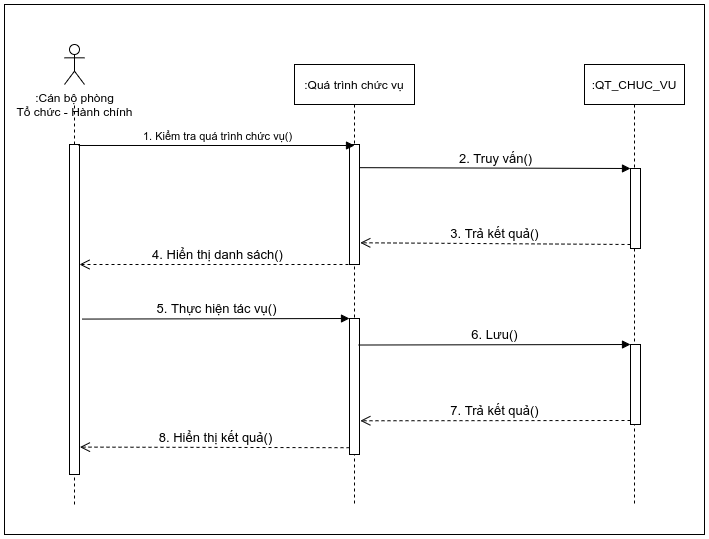 :Cán bộ phòng
Tổ chức - Hành chính
:Quá trình chức vụ
:QT_CHUC_VU
1. Kiểm tra quá trình chức vụ()
2. Truy vấn()
3. Trả kết quả()
4. Hiển thị danh sách()
5. Thực hiện tác vụ()
6. Lưu()
7. Trả kết quả()
8. Hiển thị kết quả()